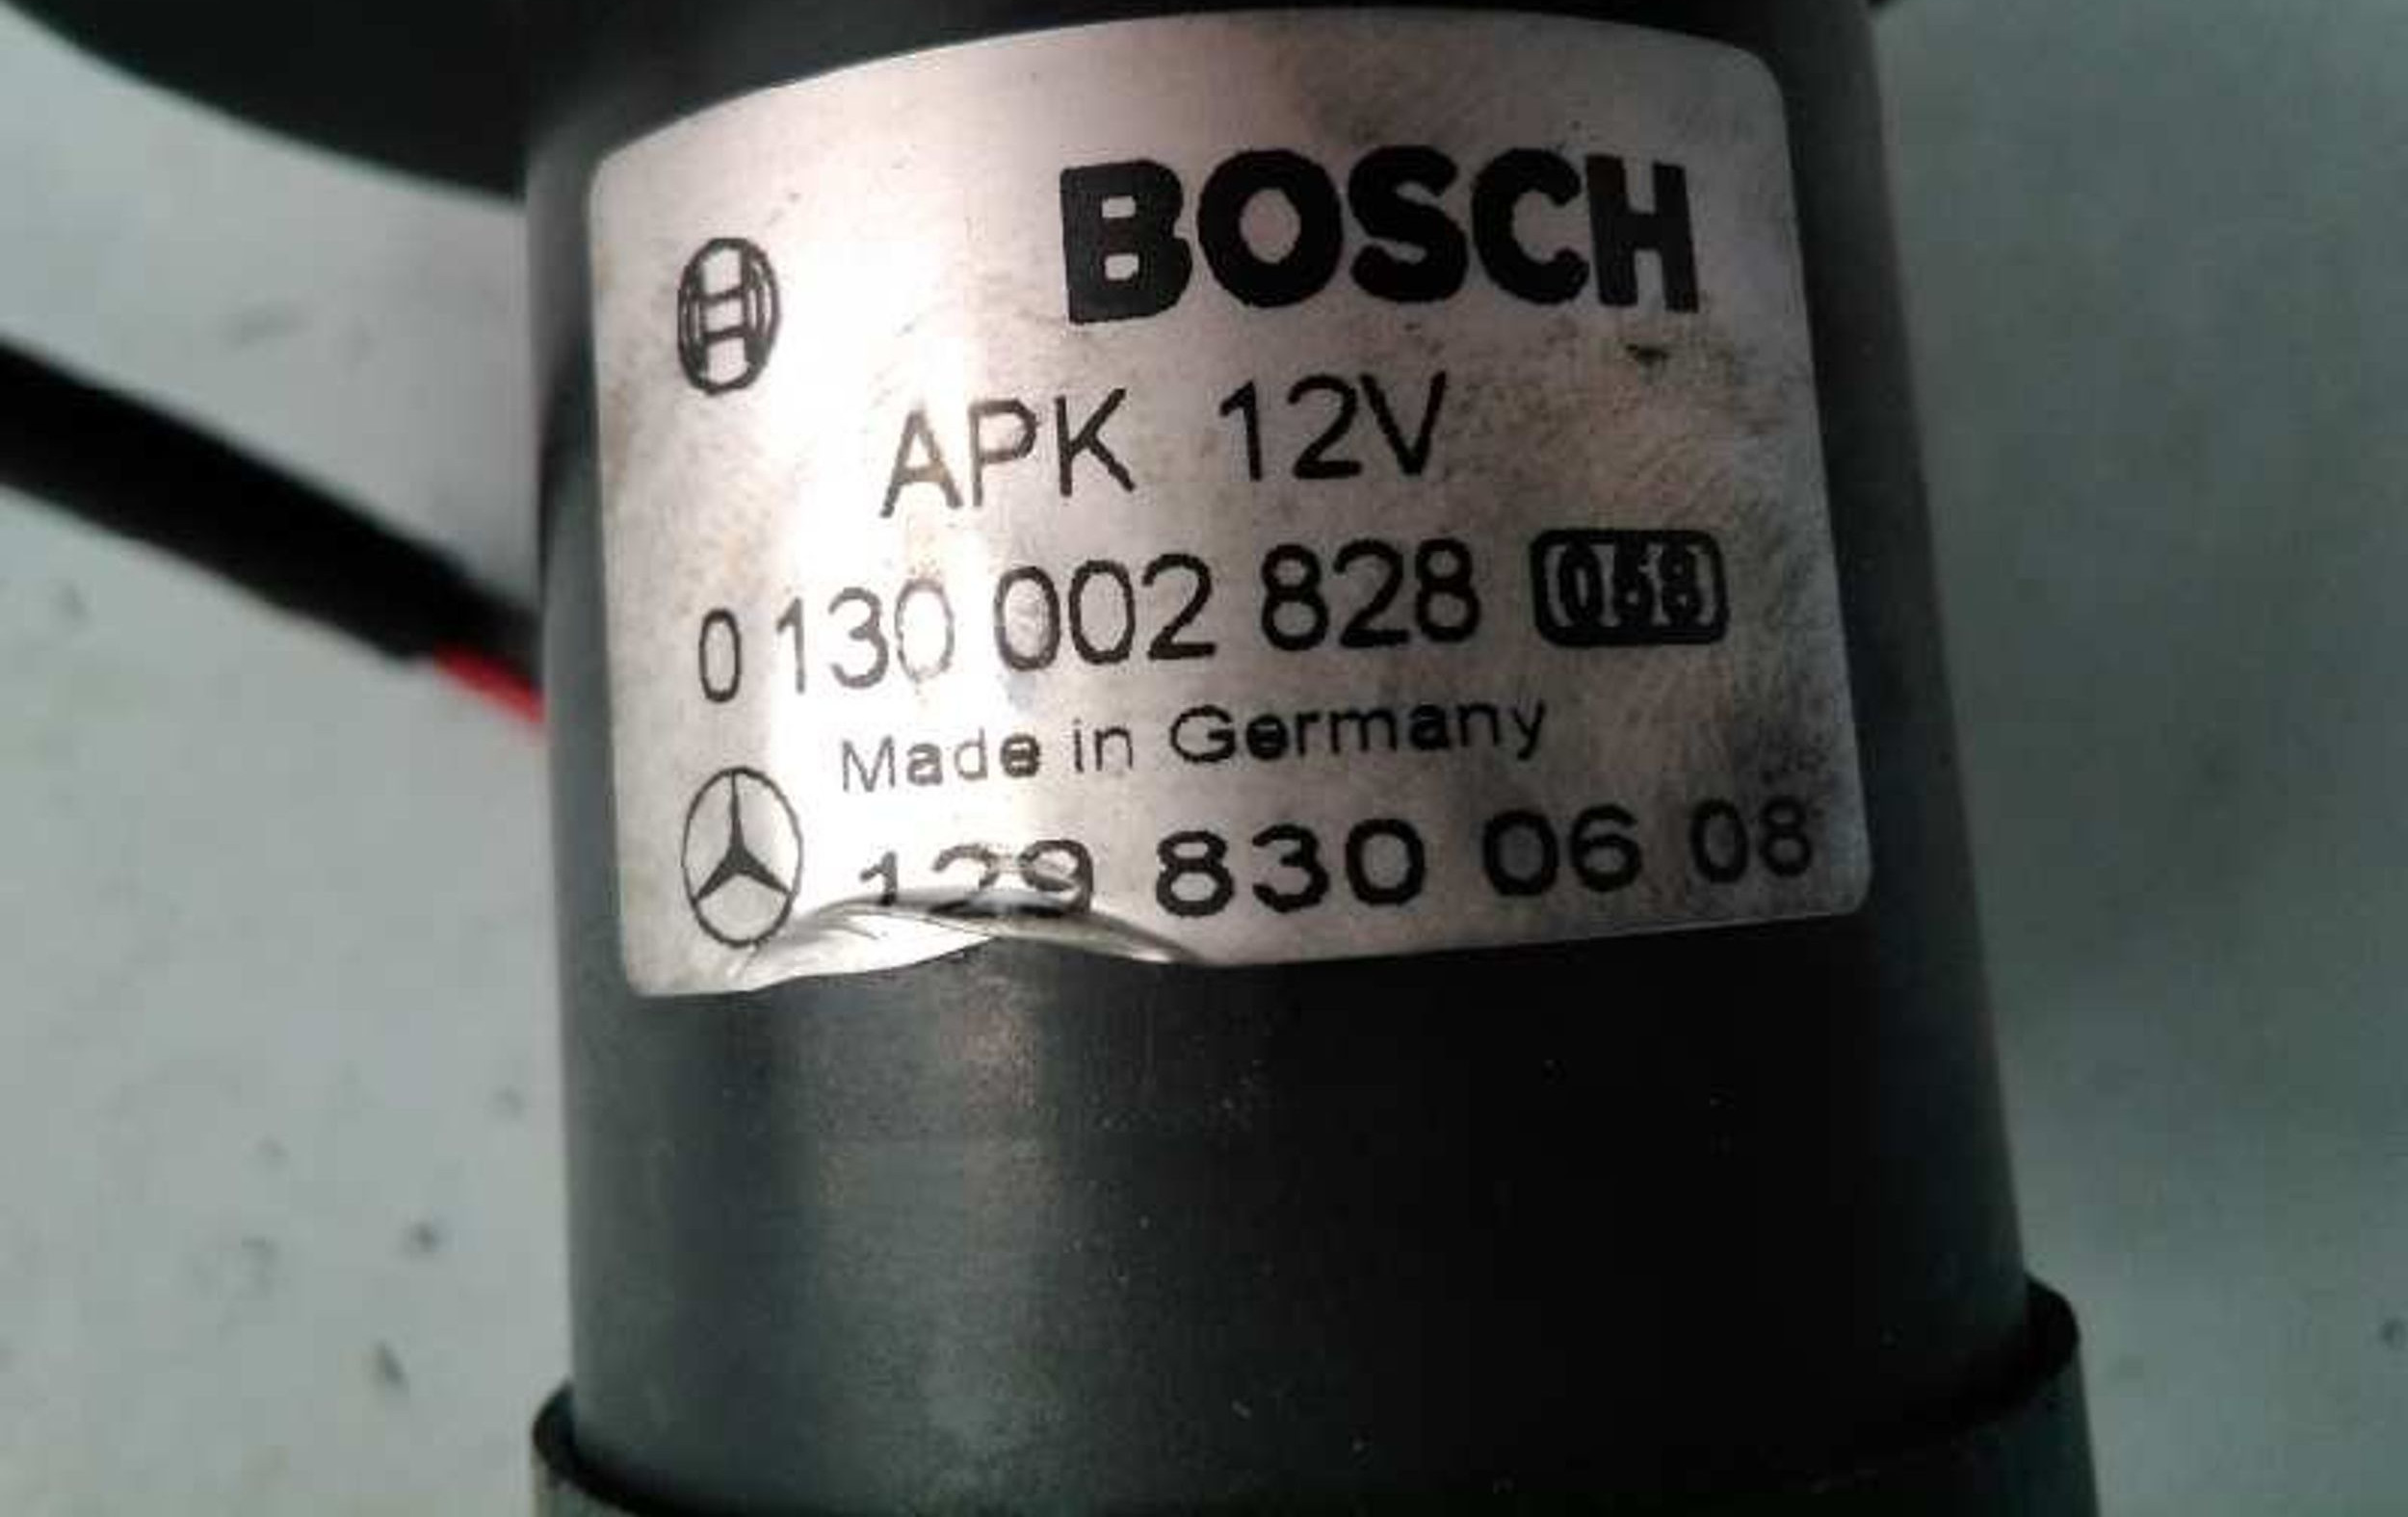 BOSCH
APK 12V
0 130 002 828
Made in Germany
129 830 06 08